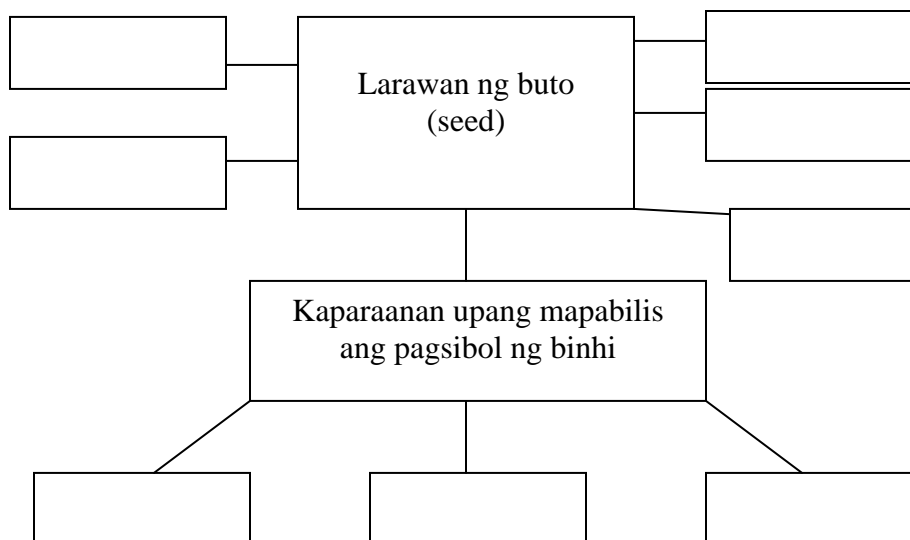 Larawan ng buto
(seed)
Kaparaanan upang mapabilis
ang pagsibol ng binhi